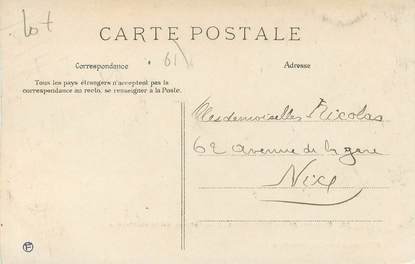 Lot
CARTE POSTALE
61
Correspondance
Adresse
Tous les pays étrangers n'acceptent pas la
correspondance au recto, se renseigner à la Poste.
Mesdemoiselles Nicolas
62 avenue de la gare
Nice